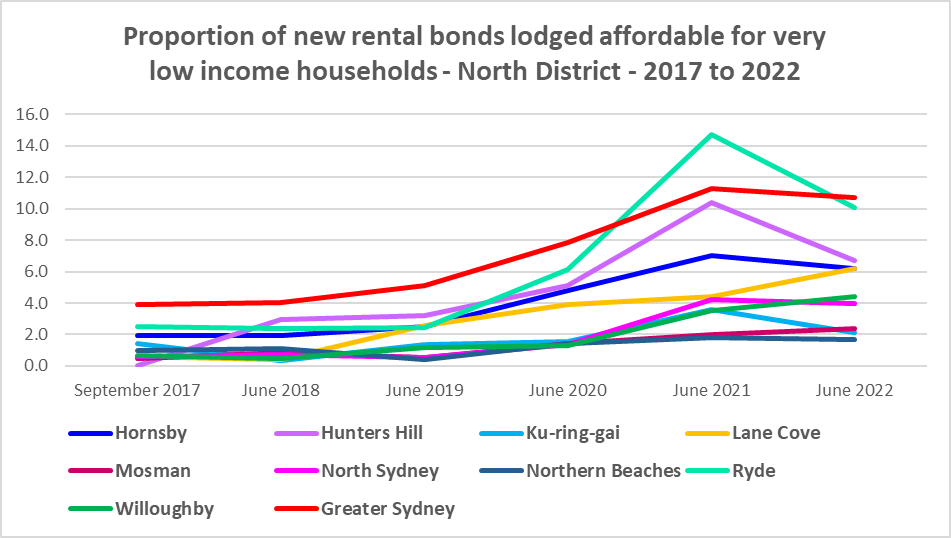 Proportion of new rental bonds lodged affordable for very
low income households - North District - 2017 to 2022
16.0
14.0
12.0
10.0
8.0
6.0
4.0
2.0
0.0
September 2017 June 2018 June 2019 June 2020 June 2021 June 2022
Hornsby Hunters Hill Ku-ring-gai Lane Cove
Mosman North Sydney Northern Beaches Ryde
Willoughby Greater Sydney